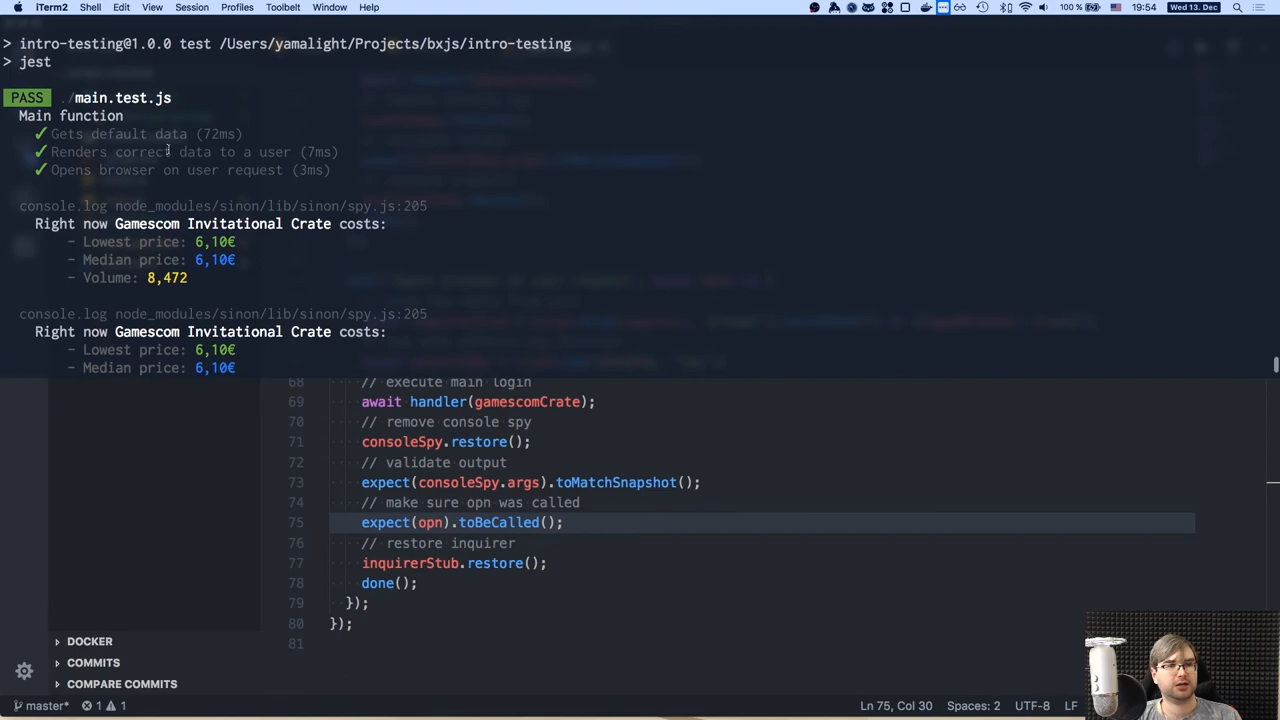 iTerm2 Shell Edit View Session Scripts Profiles Toolbelt Window Help 100 % 19:54 Wed 13. Dec
> intro-testing@1.0.0 test /Users/yamalight/Projects/bxjs/intro-testing
> jest
PASS ./main.test.js
Main function
✓ Gets default data (72ms)
✓ Renders correct data to a user (7ms)
✓ Opens browser on user request (3ms)
console.log node_modules/sinon/lib/sinon/spy.js:205
Right now Gamescom Invitational Crate costs:
- Lowest price: 6,10€
- Median price: 6,10€
- Volume: 8,472
console.log node_modules/sinon/lib/sinon/spy.js:205
Right now Gamescom Invitational Crate costs:
- Lowest price: 6,10€
- Median price: 6,10€
68 // execute main login
69 await handler(gamescomCrate);
70 // remove console spy
71 consoleSpy.restore();
72 // validate output
73 expect(consoleSpy.args).toMatchSnapshot();
74 // make sure opn was called
75 expect(opn).toBeCalled();
76 // restore inquirer
77 inquirerStub.restore();
78 done();
79 });
80 });
81
DOCKER
COMMITS
COMPARE COMMITS
master* 1 1 Ln 75, Col 30 Spaces: 2 UTF-8 LF